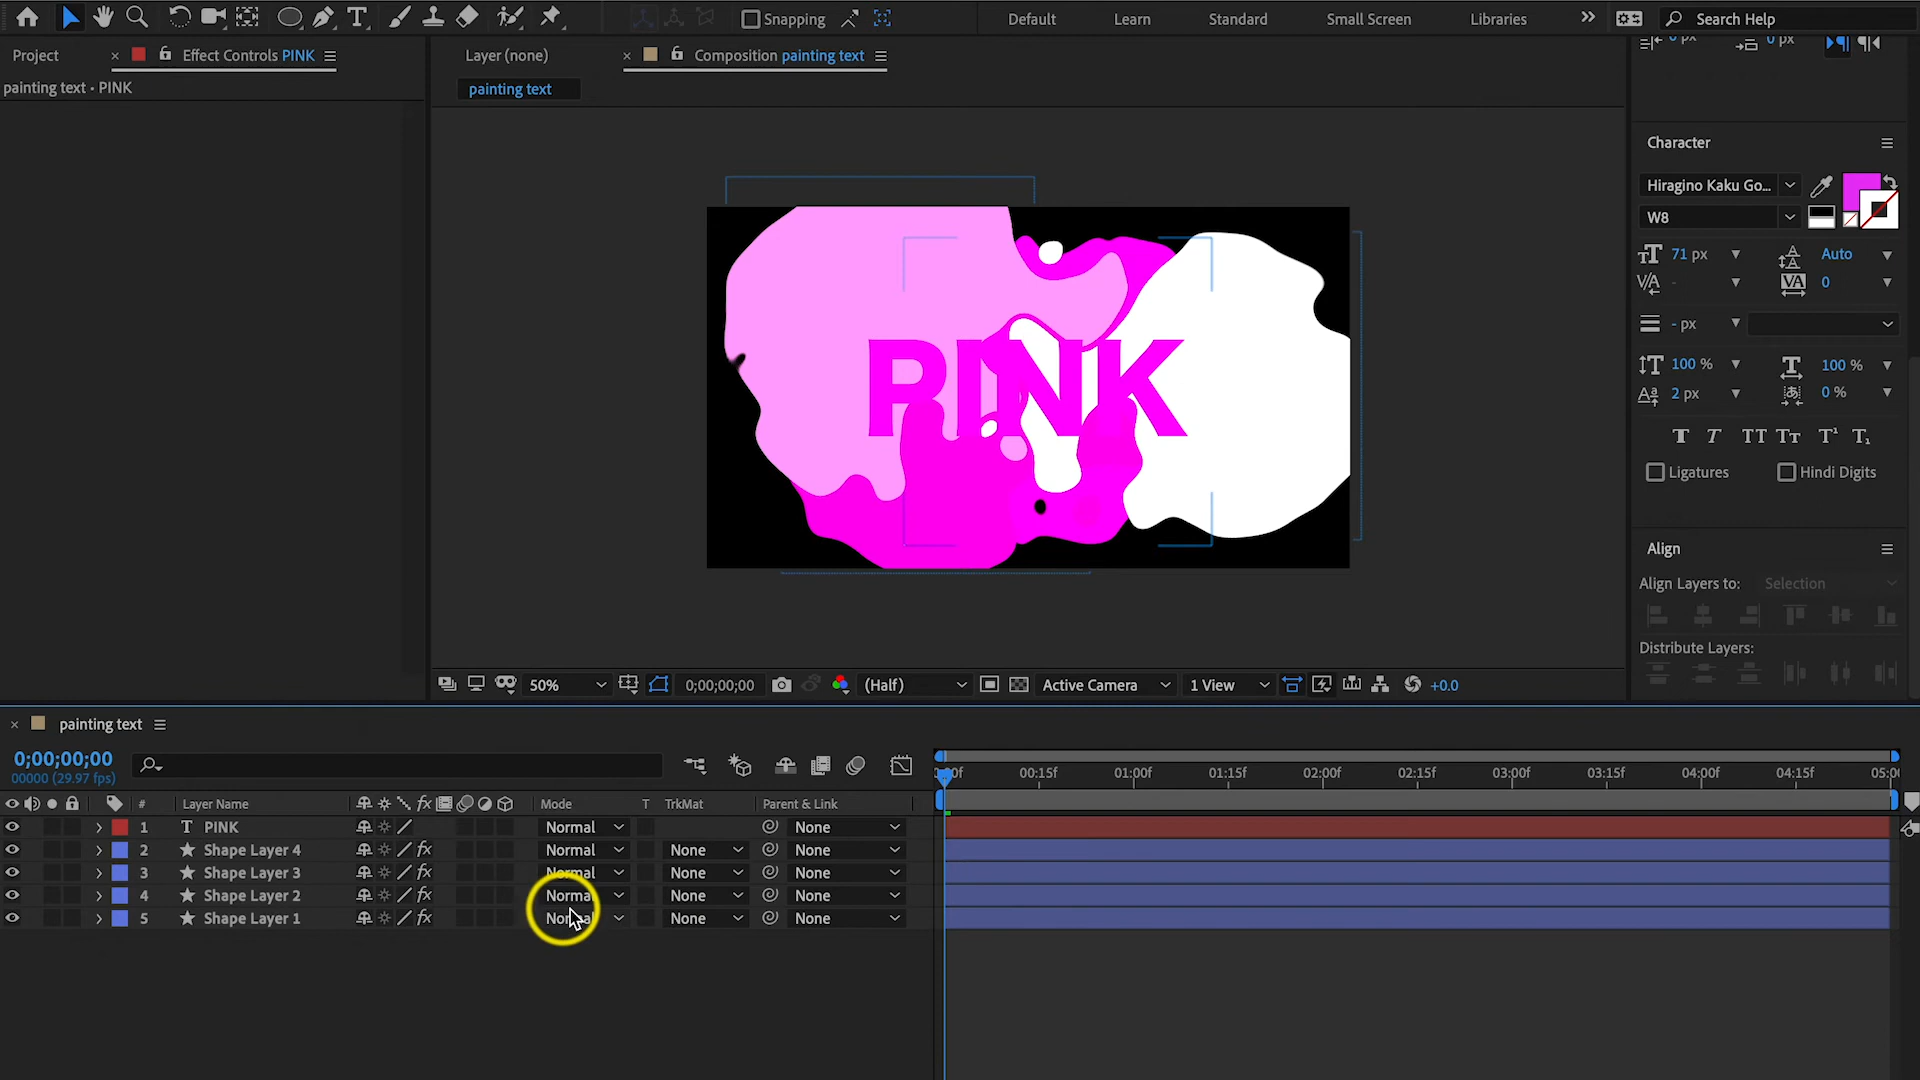 Snapping
Default
Learn
Standard
Small Screen
Libraries
Search Help
Project
Effect Controls PINK
Layer (none)
Composition painting text
0 px
0 px
painting text • PINK
painting text
Character
Hiragino Kaku Go...
W8
71 px
Auto
-
0
- px
100 %
100 %
2 px
0 %
Ligatures
Hindi Digits
Align
Align Layers to:
Selection
Distribute Layers:
PINK
50%
0;00;00;00
(Half)
Active Camera
1 View
+0.0
painting text
0;00;00;00
00000 (29.97 fps)
00:15f
01:00f
01:15f
02:00f
02:15f
03:00f
03:15f
04:00f
04:15f
#
Layer Name
Mode
T
TrkMat
Parent & Link
1 T PINK Normal None
2 Shape Layer 4 Normal None None
3 Shape Layer 3 Normal None None
4 Shape Layer 2 Normal None None
5 Shape Layer 1 Normal None None